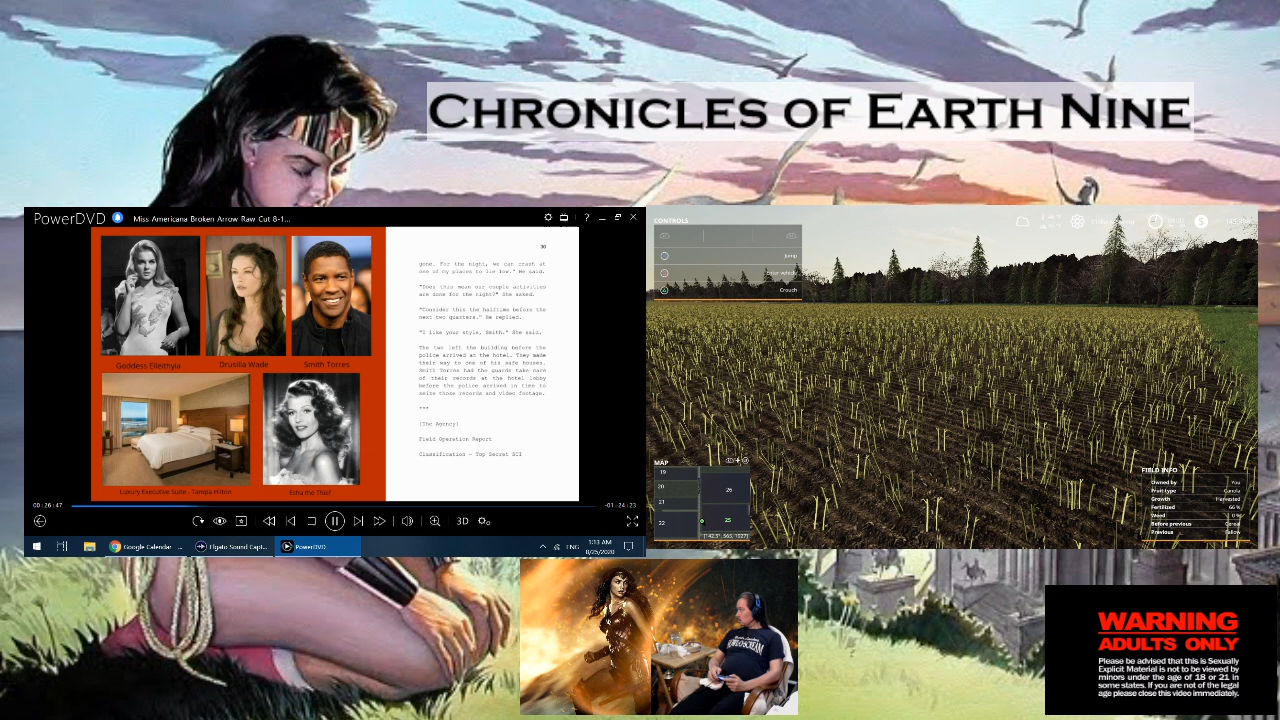 CHRONICLES OF EARTH NINE
PowerDVD
Miss Americana Broken Arrow Raw Cut 8-1...
Goddess Eileithyia
Drusilla Wade
Smith Torres
Luxury Executive Suite - Tampa Hilton
Esha the Thief
30
gone. For the night, we can crash at
one of my places to lie low." He said.
"Does this mean our couple activities
are done for the night?" She asked.
"Consider this the halftime before the
next two quarters." He replied.
"I like your style, Smith." She said.
The two left the building before the
police arrived at the hotel. They made
their way to one of his safe houses.
Smith Torres had the guards take care
of their records at the hotel lobby
before the police arrived in time to
seize those records and video footage.
***
[The Agency]
Field Operation Report
Classification - Top Secret SCI
00:26:47
-01:24:23
3D
Google Calendar ...
Elgato Sound Capt...
PowerDVD
ENG
1:13 AM
8/25/2020
CONTROLS
Jump
Enter vehicle
Crouch
MAP
19
20
21
22
26
25
FIELD INFO
Owned by You
Fruit type Canola
Growth Harvested
Fertilized 66 %
Weed 0 %
Before previous Cereal
Previous Fallow
WARNING
ADULTS ONLY
Please be advised that this is Sexually
Explicit Material is not to be viewed by
minors under the age of 18 or 21 in
some states. If you are not of the legal
age please close this video immediately.